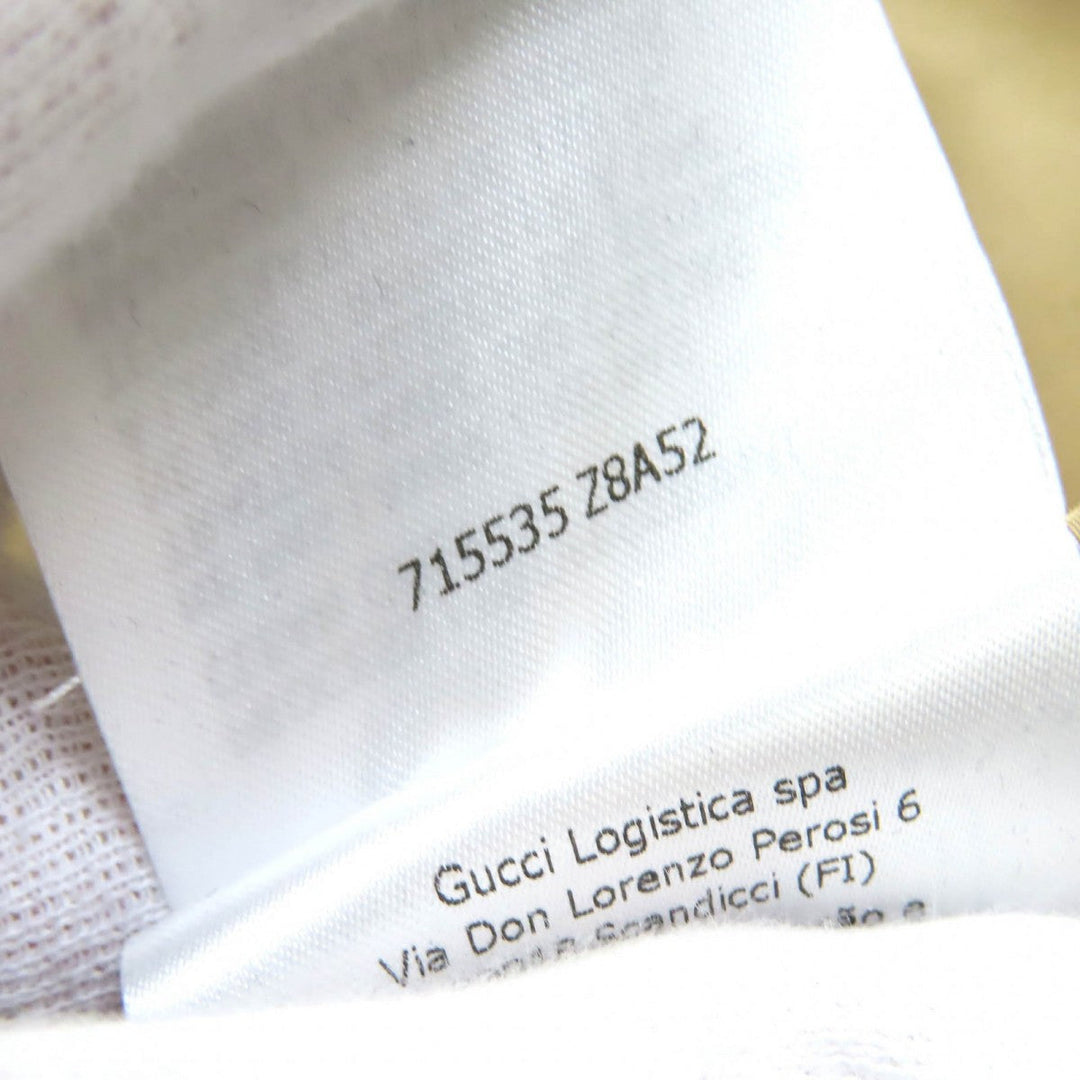 715535 Z8A52
Gucci Logistica spa
Via Don Lorenzo Perosi 6
Scandicci (FI)